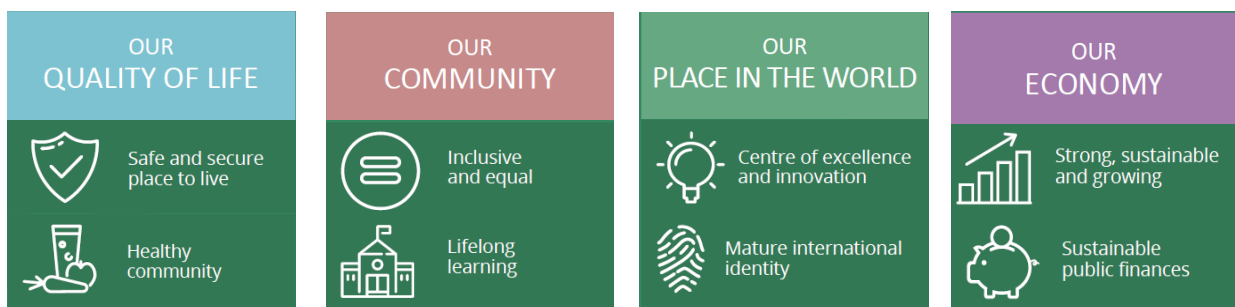 OUR
QUALITY OF LIFE
Safe and secure
place to live
Healthy
community
OUR
COMMUNITY
Inclusive
and equal
Lifelong
learning
OUR
PLACE IN THE WORLD
Centre of excellence
and innovation
Mature international
identity
OUR
ECONOMY
Strong, sustainable
and growing
Sustainable
public finances